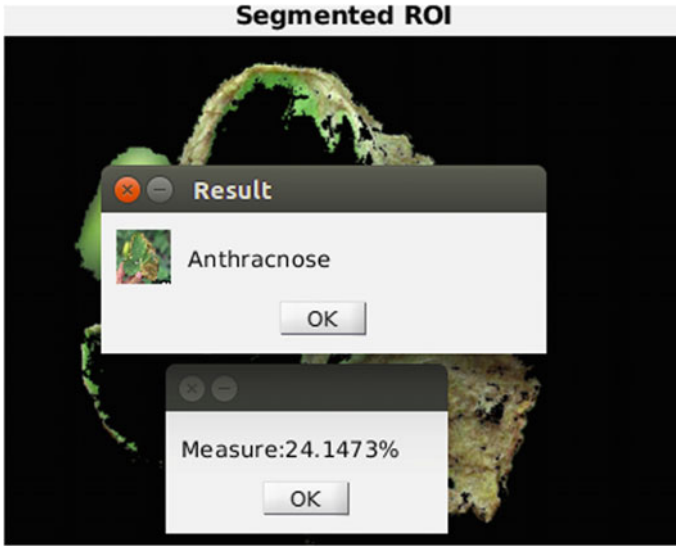 Segmented ROI
Result
Anthracnose
OK
Measure:24.1473%
OK